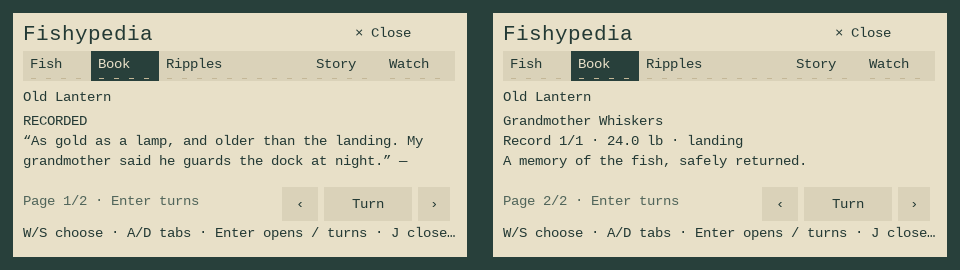 Fishypedia
× Close
Fish Book Ripples Story Watch
Old Lantern
RECORDED
“As gold as a lamp, and older than the landing. My
grandmother said he guards the dock at night.” —
Page 1/2 · Enter turns
‹ Turn ›
W/S choose · A/D tabs · Enter opens / turns · J close…
Fishypedia
× Close
Fish Book Ripples Story Watch
Old Lantern
Grandmother Whiskers
Record 1/1 · 24.0 lb · landing
A memory of the fish, safely returned.
Page 2/2 · Enter turns
‹ Turn ›
W/S choose · A/D tabs · Enter opens / turns · J close…